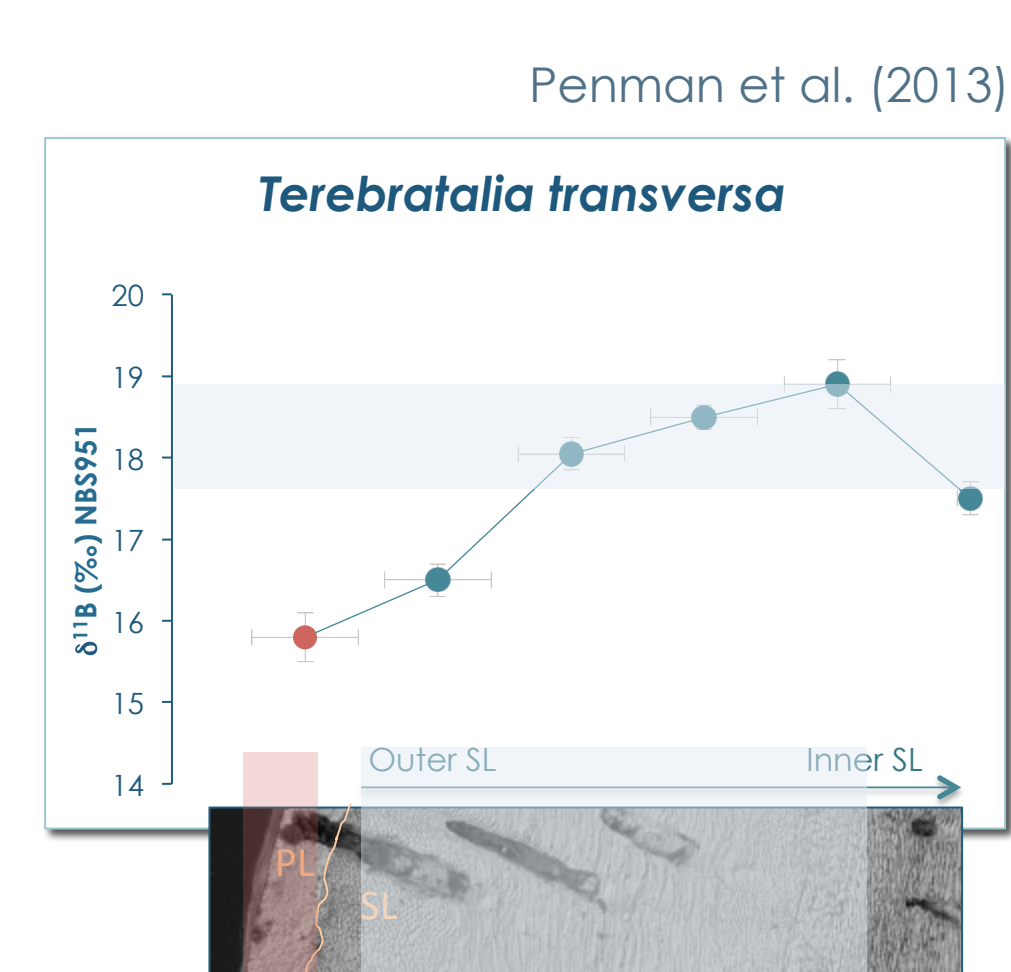 Penman et al. (2013)
Terebratalia transversa
δ¹¹B (‰) NBS951
20
19
18
17
16
15
14
Outer SL
Inner SL
PL
SL